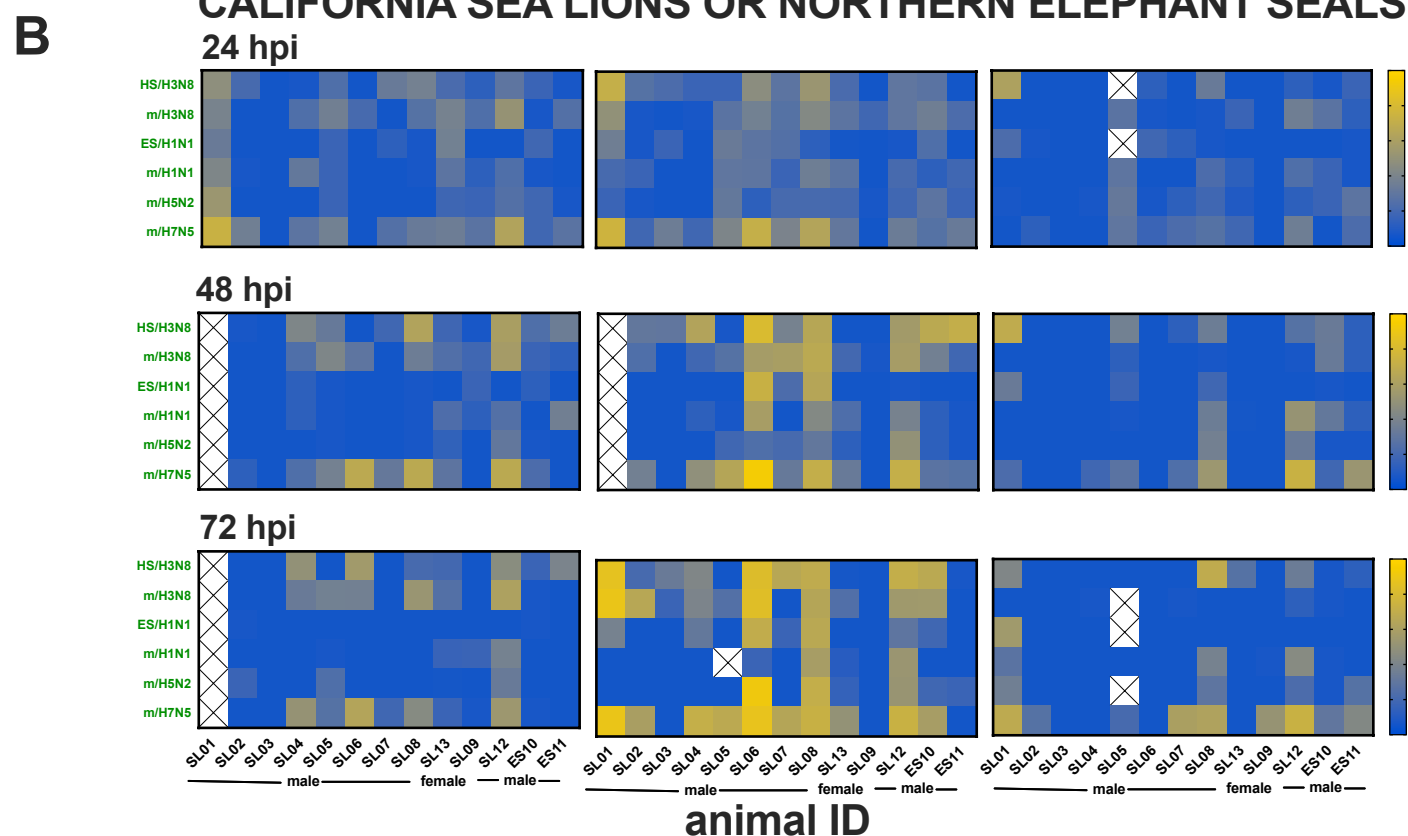 CALIFORNIA SEA LIONS OR NORTHERN ELEPHANT SEALS
B
24 hpi
HS/H3N8
m/H3N8
ES/H1N1
m/H1N1
m/H5N2
m/H7N5
48 hpi
HS/H3N8
m/H3N8
ES/H1N1
m/H1N1
m/H5N2
m/H7N5
72 hpi
HS/H3N8
m/H3N8
ES/H1N1
m/H1N1
m/H5N2
m/H7N5
SL01 SL02 SL03 SL04 SL05 SL06 SL07 SL08 SL13 SL09 SL12 ES10 ES11 SL01 SL02 SL03 SL04 SL05 SL06 SL07 SL08 SL13 SL09 SL12 ES10 ES11 SL01 SL02 SL03 SL04 SL05 SL06 SL07 SL08 SL13 SL09 SL12 ES10 ES11
male female male male female male male female male
animal ID